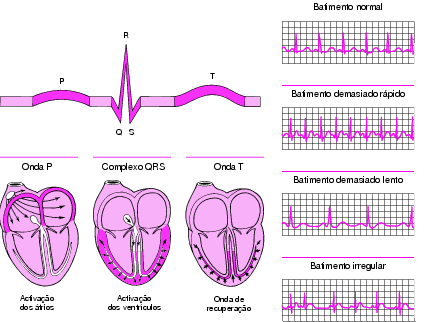 R
P
T
Q S
Onda P
Complexo QRS
Onda T
Activação
dos átrios
Activação
dos ventrículos
Onda de
recuperação
Batimento normal
Batimento demasiado rápido
Batimento demasiado lento
Batimento irregular